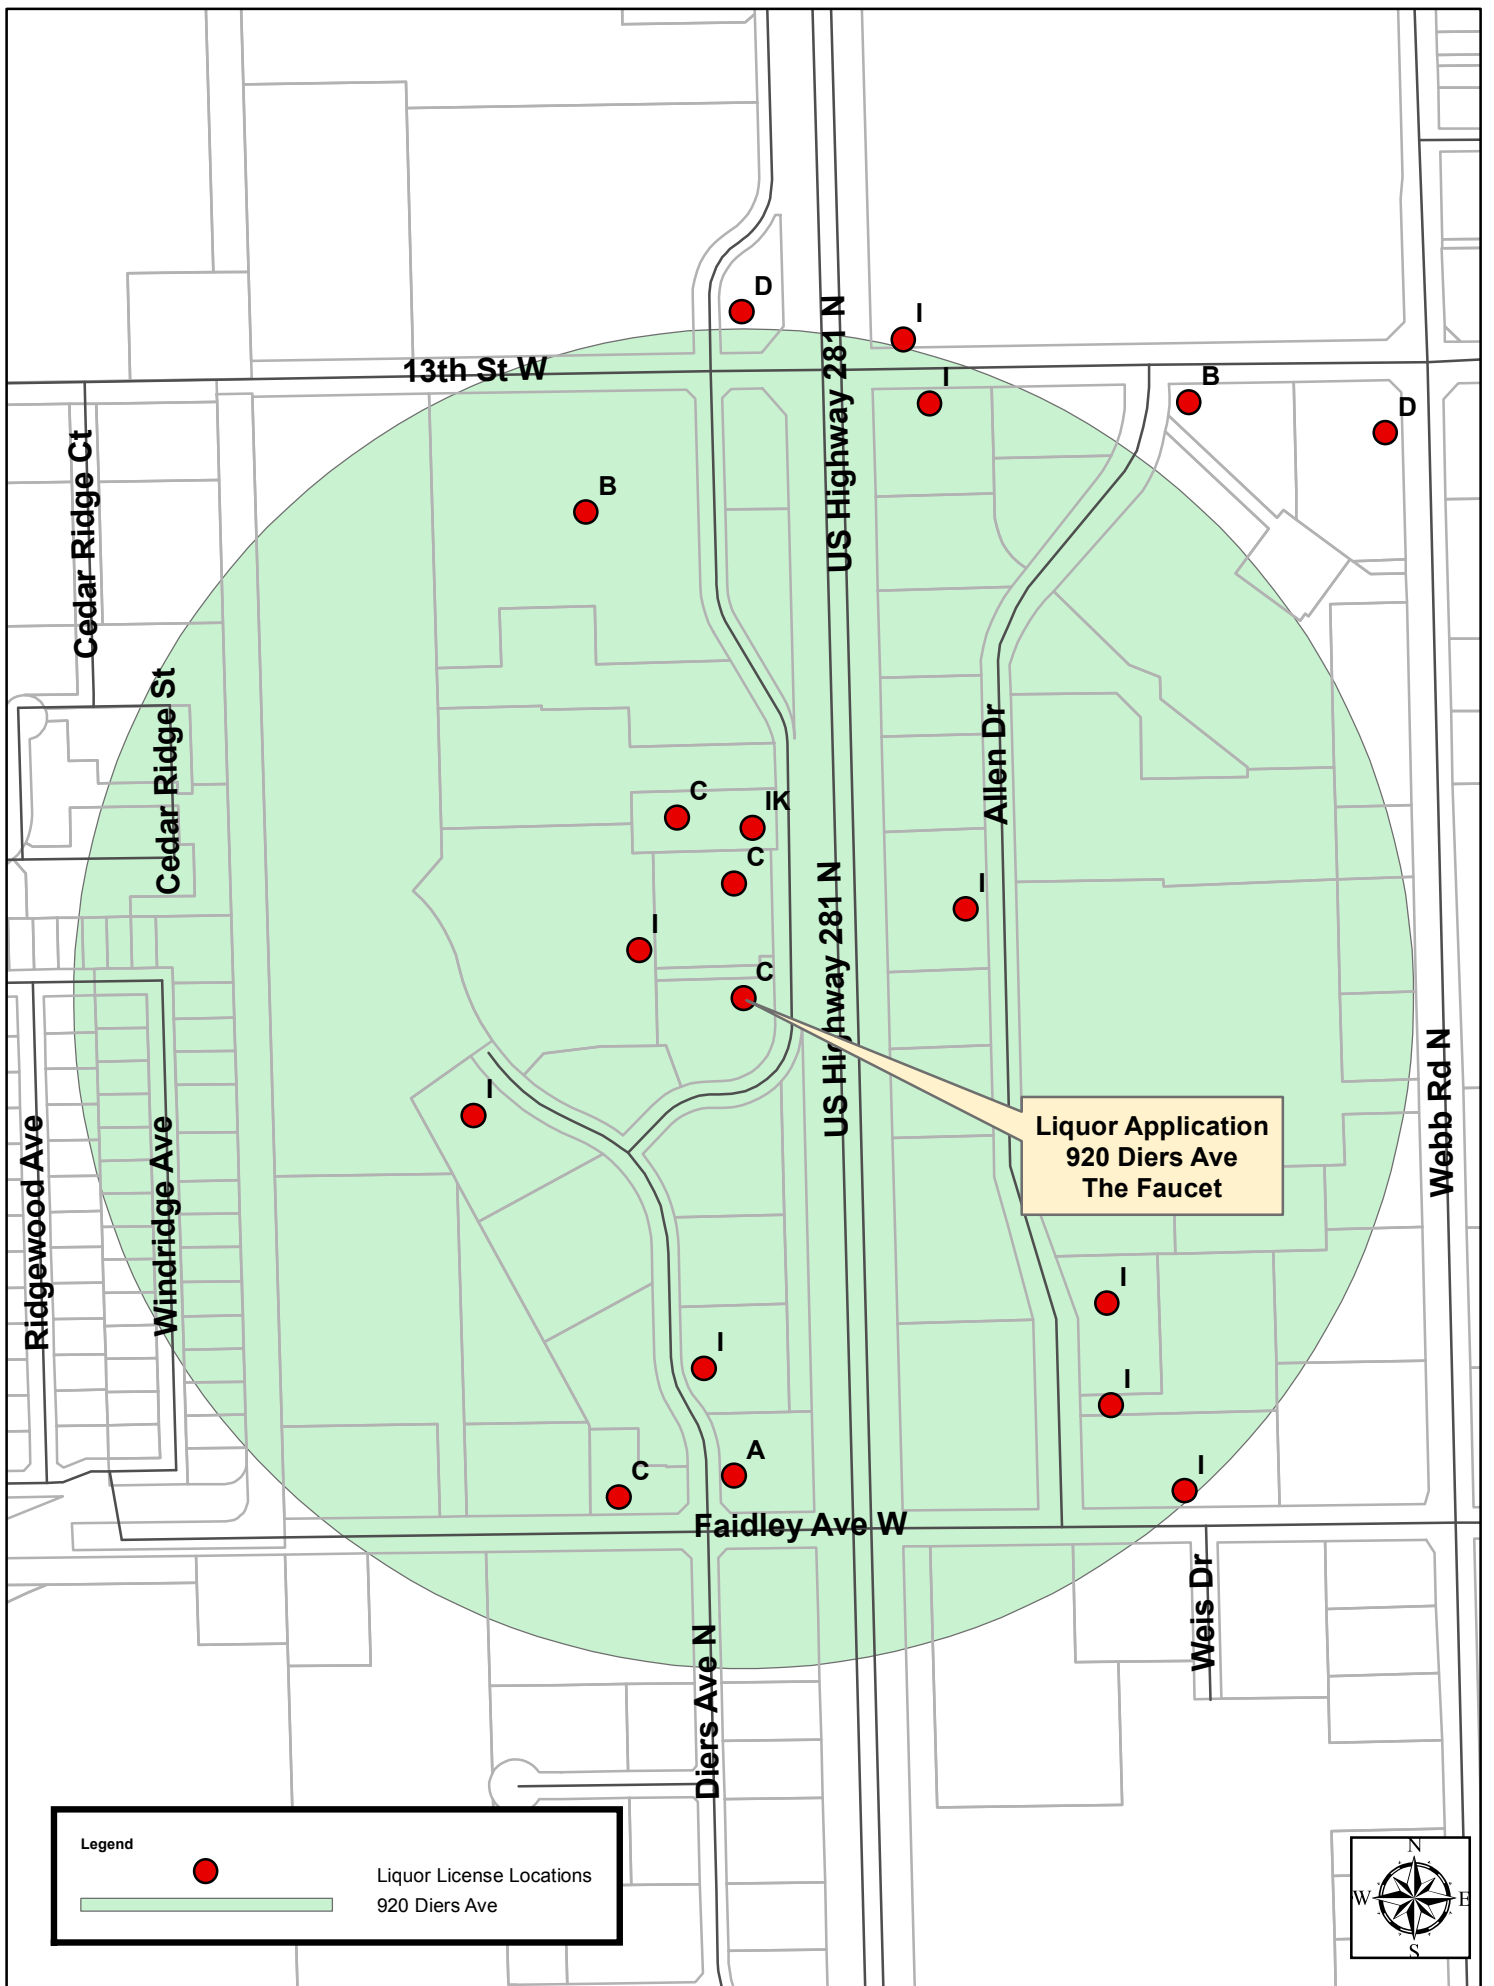 D
I
US Highway 281 N
13th St W
I
B
D
Cedar Ridge Ct
B
Cedar Ridge St
Allen Dr
C
IK
C
I
US Highway 281 N
I
C
I
Ridgewood Ave
Windridge Ave
Webb Rd N
Liquor Application
920 Diers Ave
The Faucet
I
I
I
A
C
I
Faidley Ave W
Weis Dr
Diers Ave N
Legend
Liquor License Locations
920 Diers Ave
N
W
E
S